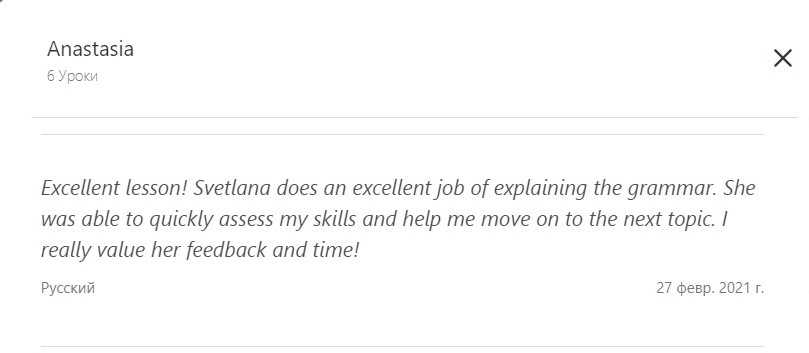 Anastasia
6 Уроки
Excellent lesson! Svetlana does an excellent job of explaining the grammar. She
was able to quickly assess my skills and help me move on to the next topic. I
really value her feedback and time!
Русский 27 февр. 2021 г.